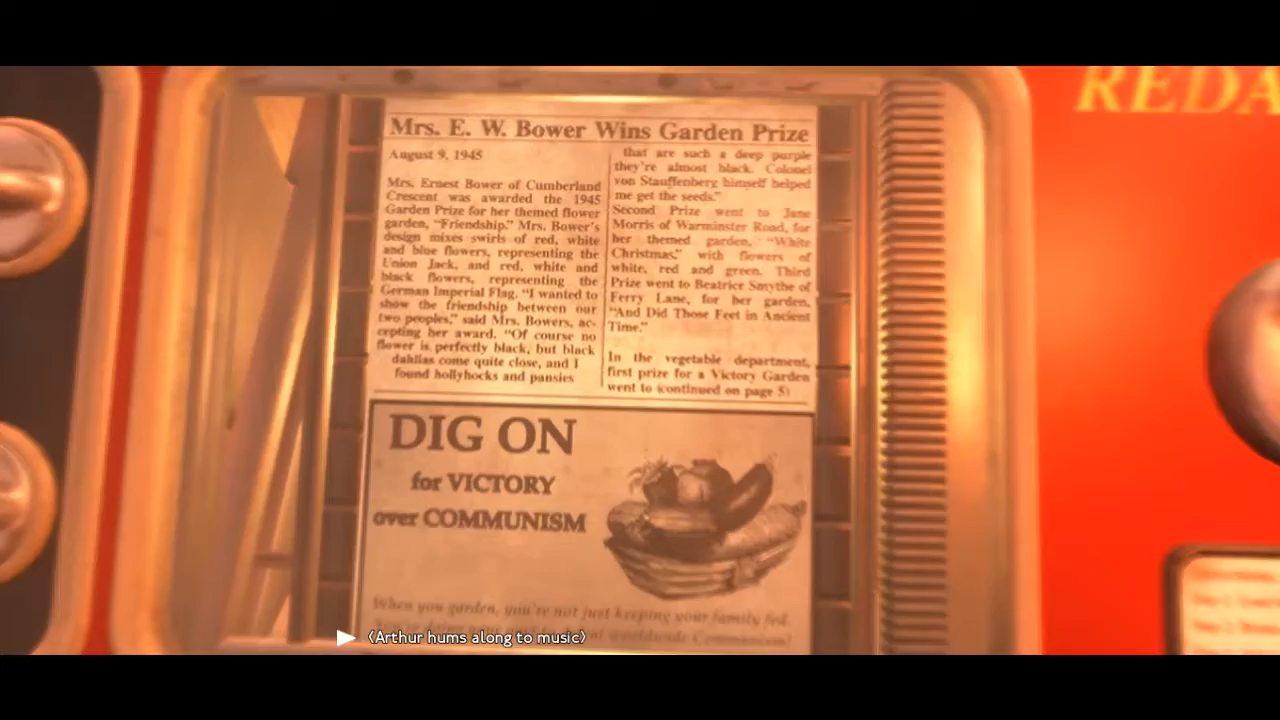 REDA
Mrs. E. W. Bower Wins Garden Prize
August 9, 1945
Mrs. Ernest Bower of Cumberland
Crescent was awarded the 1945
Garden Prize for her themed flower
garden, "Friendship." Mrs. Bower's
design mixes swirls of red, white
and blue flowers, representing the
Union Jack, and red, white and
black flowers, representing the
German Imperial Flag. "I wanted to
show the friendship between our
two peoples," said Mrs. Bowers, ac-
cepting her award. "Of course no
flower is perfectly black, but black
dahlias come quite close, and I
found hollyhocks and pansies
that are such a deep purple
they're almost black. Colonel
von Stauffenberg himself helped
me get the seeds."
Second Prize went to Jane
Morris of Warminster Road, for
her themed garden, "White
Christmas," with flowers of
white, red and green. Third
Prize went to Beatrice Smythe of
Ferry Lane, for her garden,
"And Did Those Feet in Ancient
Time."
In the vegetable department,
first prize for a Victory Garden
went to (continued on page 5)
DIG ON
for VICTORY
over COMMUNISM
When you garden, you're not just keeping your family fed.
worldwide Communism!
(Arthur hums along to music)